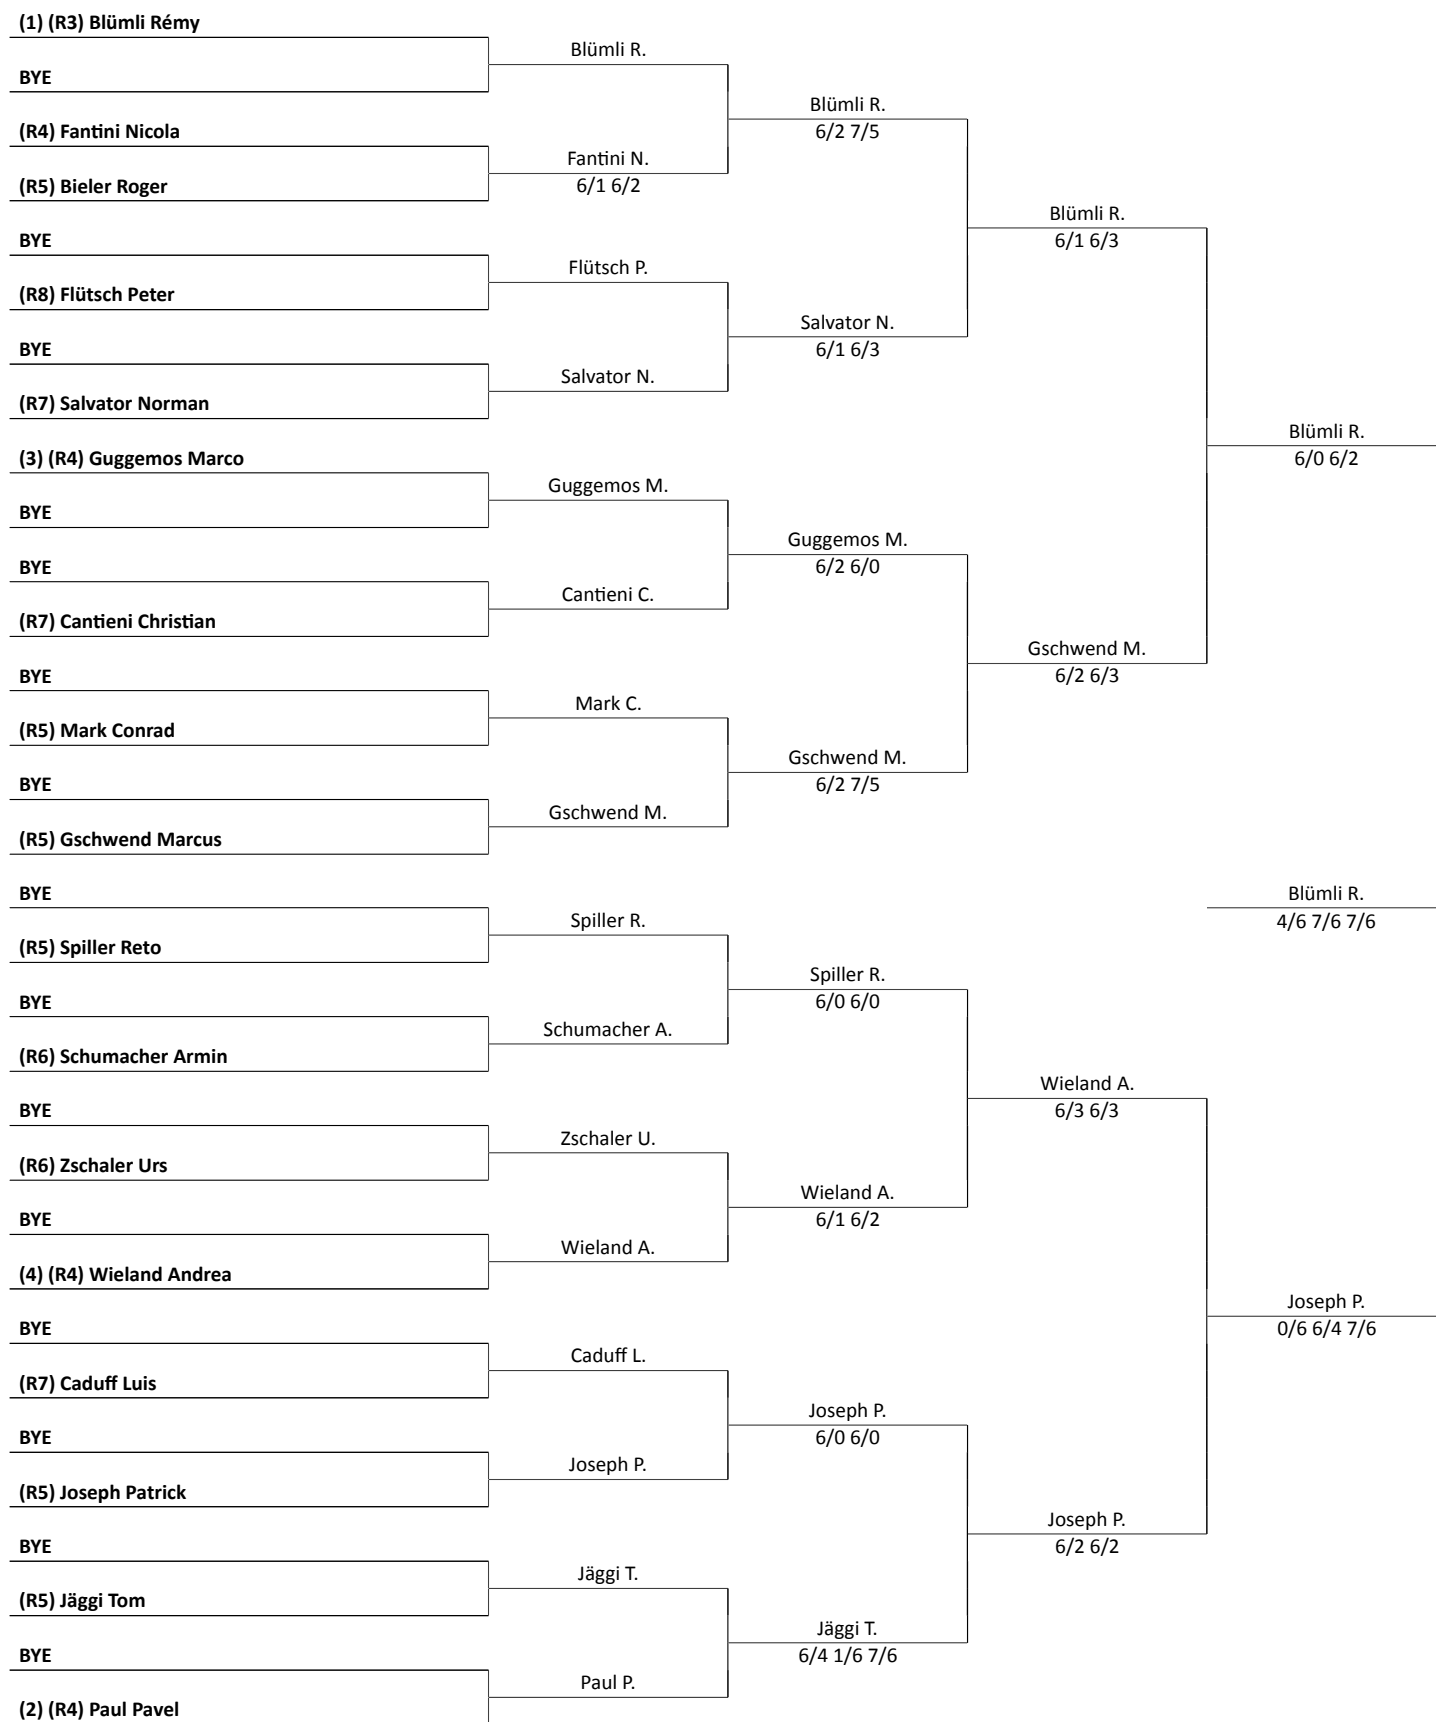 (1) (R3) Blümli Rémy
BYE
(R4) Fantini Nicola
(R5) Bieler Roger
BYE
(R8) Flütsch Peter
BYE
(R7) Salvator Norman
(3) (R4) Guggemos Marco
BYE
BYE
(R7) Cantieni Christian
BYE
(R5) Mark Conrad
BYE
(R5) Gschwend Marcus
BYE
(R5) Spiller Reto
BYE
(R6) Schumacher Armin
BYE
(R6) Zschaler Urs
BYE
(4) (R4) Wieland Andrea
BYE
(R7) Caduff Luis
BYE
(R5) Joseph Patrick
BYE
(R5) Jäggi Tom
BYE
(2) (R4) Paul Pavel
Blümli R.
Fantini N.
6/1 6/2
Flütsch P.
Salvator N.
Guggemos M.
Cantieni C.
Mark C.
Gschwend M.
Spiller R.
Schumacher A.
Zschaler U.
Wieland A.
Caduff L.
Joseph P.
Jäggi T.
Paul P.
Blümli R.
6/2 7/5
Salvator N.
6/1 6/3
Guggemos M.
6/2 6/0
Gschwend M.
6/2 7/5
Spiller R.
6/0 6/0
Wieland A.
6/1 6/2
Joseph P.
6/0 6/0
Jäggi T.
6/4 1/6 7/6
Blümli R.
6/1 6/3
Gschwend M.
6/2 6/3
Wieland A.
6/3 6/3
Joseph P.
6/2 6/2
Blümli R.
6/0 6/2
Blümli R.
4/6 7/6 7/6
Joseph P.
0/6 6/4 7/6